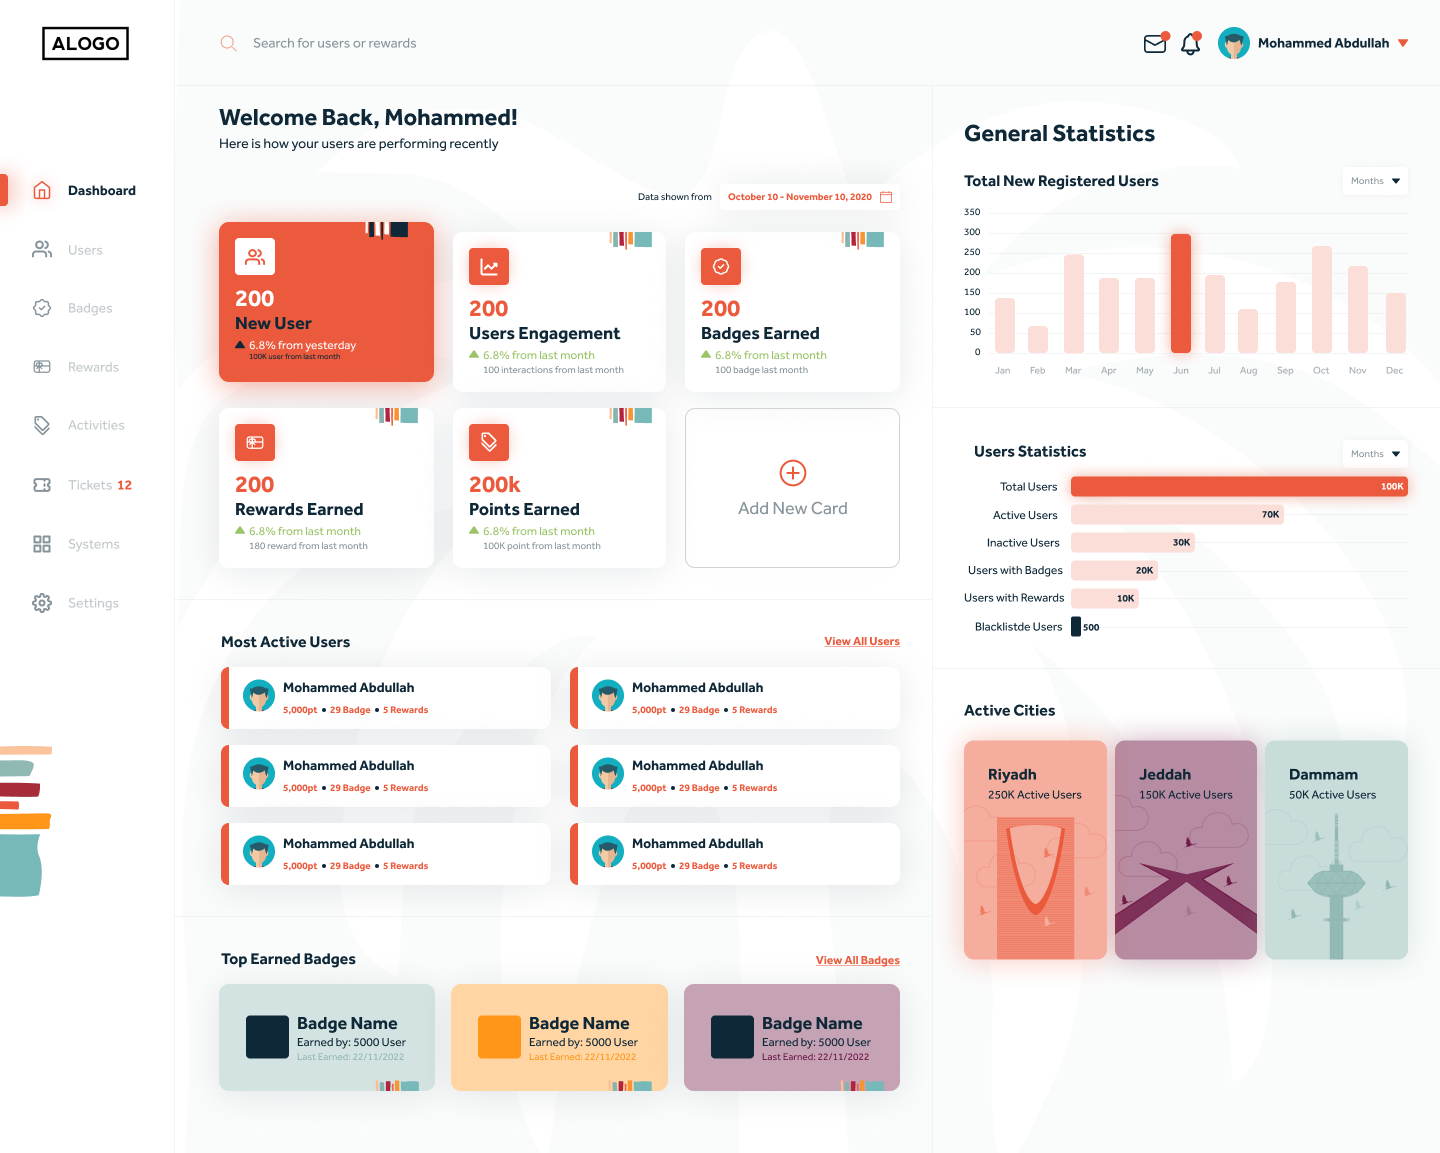 ALOGO
Search for users or rewards
Mohammed Abdullah
Dashboard
Users
Badges
Rewards
Activities
Tickets 12
Systems
Settings
Welcome Back, Mohammed!
Here is how your users are performing recently
Data shown from
October 10 - November 10, 2020
200
New User
6.8% from yesterday
100K user from last month
200
Users Engagement
6.8% from last month
100 interactions from last month
200
Badges Earned
6.8% from last month
100 badge last month
200
Rewards Earned
6.8% from last month
180 reward from last month
200k
Points Earned
6.8% from last month
100K point from last month
Add New Card
Most Active Users
View All Users
Mohammed Abdullah
5,000pt • 29 Badge • 5 Rewards
Mohammed Abdullah
5,000pt • 29 Badge • 5 Rewards
Mohammed Abdullah
5,000pt • 29 Badge • 5 Rewards
Mohammed Abdullah
5,000pt • 29 Badge • 5 Rewards
Mohammed Abdullah
5,000pt • 29 Badge • 5 Rewards
Mohammed Abdullah
5,000pt • 29 Badge • 5 Rewards
Top Earned Badges
View All Badges
Badge Name
Earned by: 5000 User
Last Earned: 22/11/2022
Badge Name
Earned by: 5000 User
Last Earned: 22/11/2022
Badge Name
Earned by: 5000 User
Last Earned: 22/11/2022
General Statistics
Total New Registered Users
Months
350
300
250
200
150
100
50
0
Jan Feb Mar Apr May Jun Jul Aug Sep Oct Nov Dec
Users Statistics
Months
Total Users 100K
Active Users 70K
Inactive Users 30K
Users with Badges 20K
Users with Rewards 10K
Blacklistde Users 500
Active Cities
Riyadh
250K Active Users
Jeddah
150K Active Users
Dammam
50K Active Users